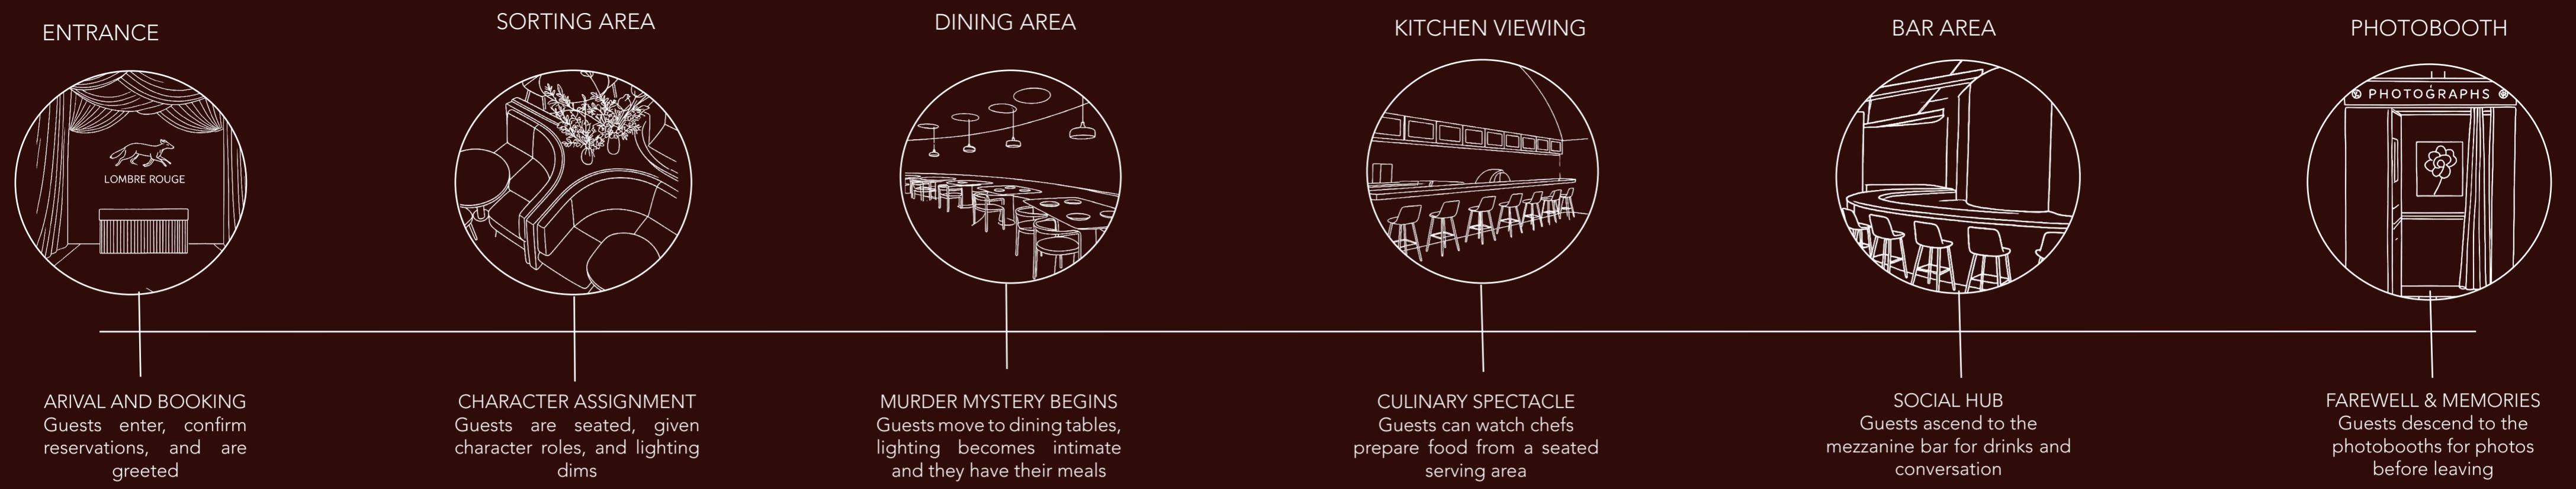 ENTRANCE
LOMBRE ROUGE
ARIVAL AND BOOKING
Guests enter, confirm
reservations, and are
greeted
SORTING AREA
CHARACTER ASSIGNMENT
Guests are seated, given
character roles, and lighting
dims
DINING AREA
MURDER MYSTERY BEGINS
Guests move to dining tables,
lighting becomes intimate
and they have their meals
KITCHEN VIEWING
CULINARY SPECTACLE
Guests can watch chefs
prepare food from a seated
serving area
BAR AREA
SOCIAL HUB
Guests ascend to the
mezzanine bar for drinks and
conversation
PHOTOBOOTH
PHOTOGRAPHS
FAREWELL & MEMORIES
Guests descend to the
photobooths for photos
before leaving